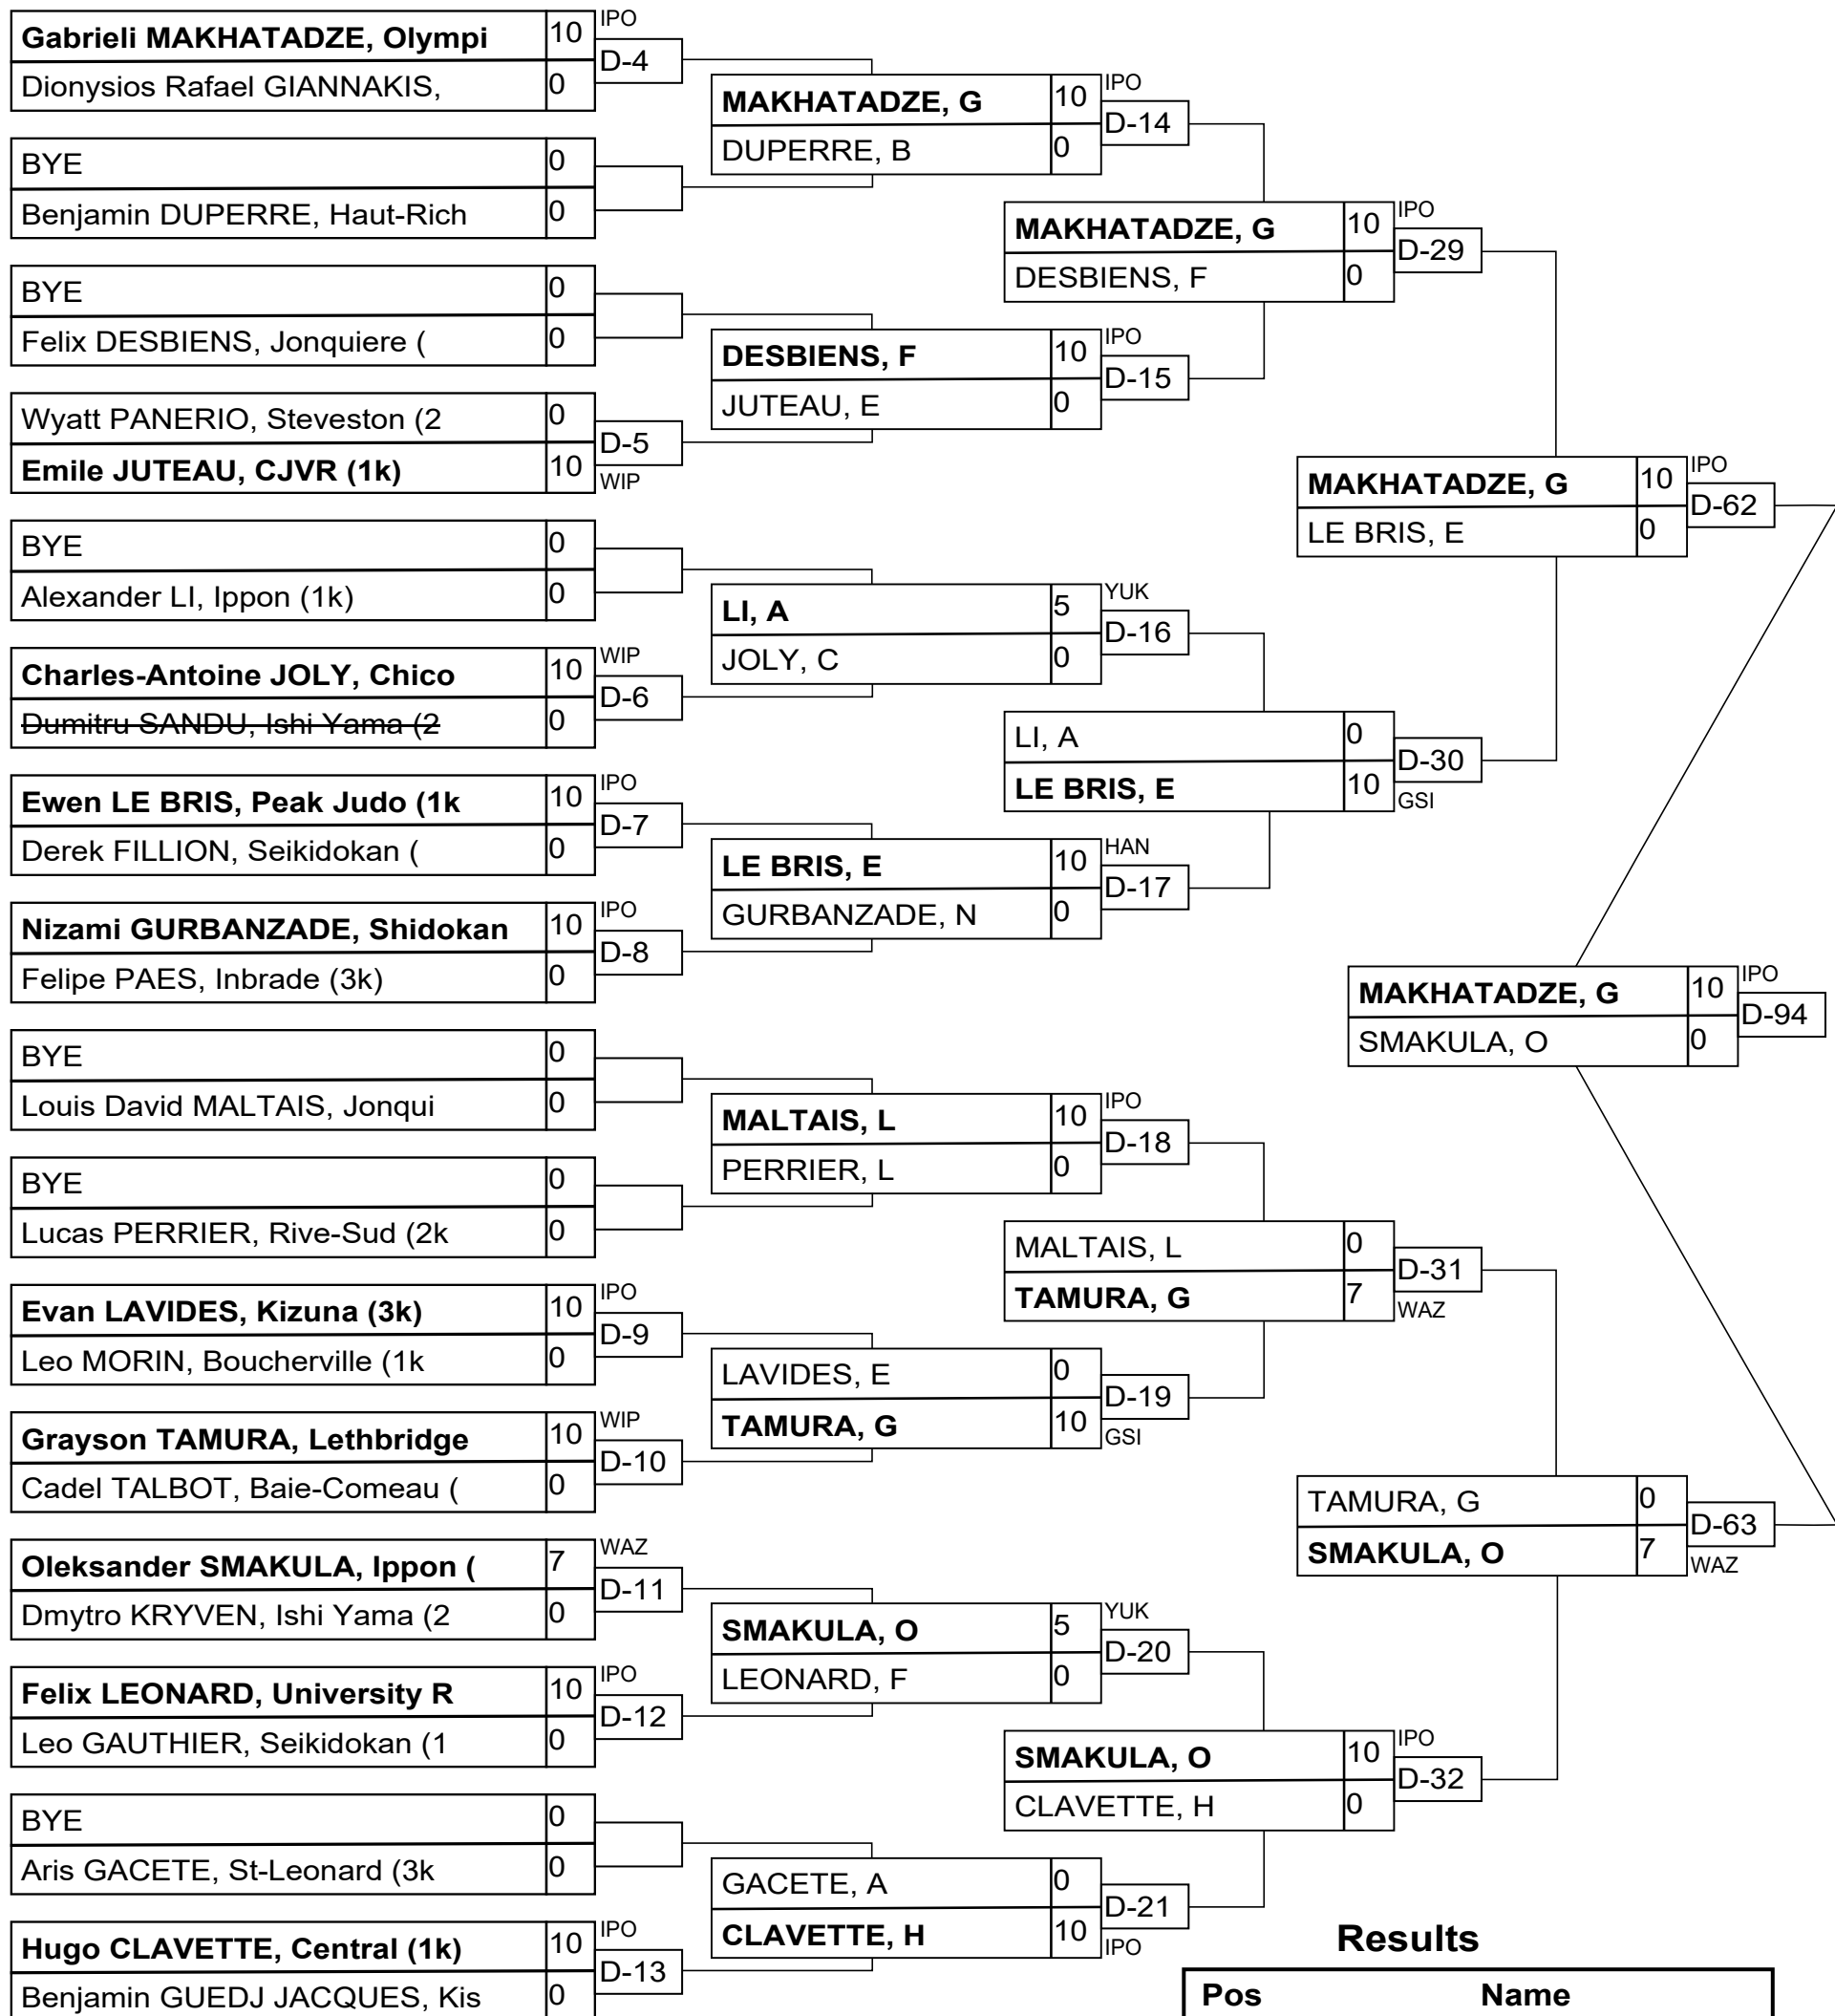 Gabrieli MAKHATADZE, Olympi 10 IPO
D-4
Dionysios Rafael GIANNAKIS, 0
BYE 0
Benjamin DUPERRE, Haut-Rich 0
BYE 0
Felix DESBIENS, Jonquiere ( 0
Wyatt PANERIO, Steveston (2 0
D-5
Emile JUTEAU, CJVR (1k) 10 WIP
BYE 0
Alexander LI, Ippon (1k) 0
Charles-Antoine JOLY, Chico 10 WIP
D-6
Dumitru SANDU, Ishi Yama (2 0
Ewen LE BRIS, Peak Judo (1k 10 IPO
D-7
Derek FILLION, Seikidokan ( 0
Nizami GURBANZADE, Shidokan 10 IPO
D-8
Felipe PAES, Inbrade (3k) 0
BYE 0
Louis David MALTAIS, Jonqui 0
BYE 0
Lucas PERRIER, Rive-Sud (2k 0
Evan LAVIDES, Kizuna (3k) 10 IPO
D-9
Leo MORIN, Boucherville (1k 0
Grayson TAMURA, Lethbridge 10 WIP
D-10
Cadel TALBOT, Baie-Comeau ( 0
Oleksander SMAKULA, Ippon ( 7 WAZ
D-11
Dmytro KRYVEN, Ishi Yama (2 0
Felix LEONARD, University R 10 IPO
D-12
Leo GAUTHIER, Seikidokan (1 0
BYE 0
Aris GACETE, St-Leonard (3k 0
Hugo CLAVETTE, Central (1k) 10 IPO
D-13
Benjamin GUEDJ JACQUES, Kis 0
MAKHATADZE, G 10 IPO
D-14
DUPERRE, B 0
DESBIENS, F 10 IPO
D-15
JUTEAU, E 0
LI, A 5 YUK
D-16
JOLY, C 0
LE BRIS, E 10 HAN
D-17
GURBANZADE, N 0
MALTAIS, L 10 IPO
D-18
PERRIER, L 0
LAVIDES, E 0
D-19
TAMURA, G 10 GSI
SMAKULA, O 5 YUK
D-20
LEONARD, F 0
GACETE, A 0
D-21
CLAVETTE, H 10 IPO
MAKHATADZE, G 10 IPO
D-29
DESBIENS, F 0
LI, A 0
D-30
LE BRIS, E 10 GSI
MALTAIS, L 0
D-31
TAMURA, G 7 WAZ
SMAKULA, O 10 IPO
D-32
CLAVETTE, H 0
MAKHATADZE, G 10 IPO
D-62
LE BRIS, E 0
TAMURA, G 0
D-63
SMAKULA, O 7 WAZ
MAKHATADZE, G 10 IPO
D-94
SMAKULA, O 0
Results
Pos Name